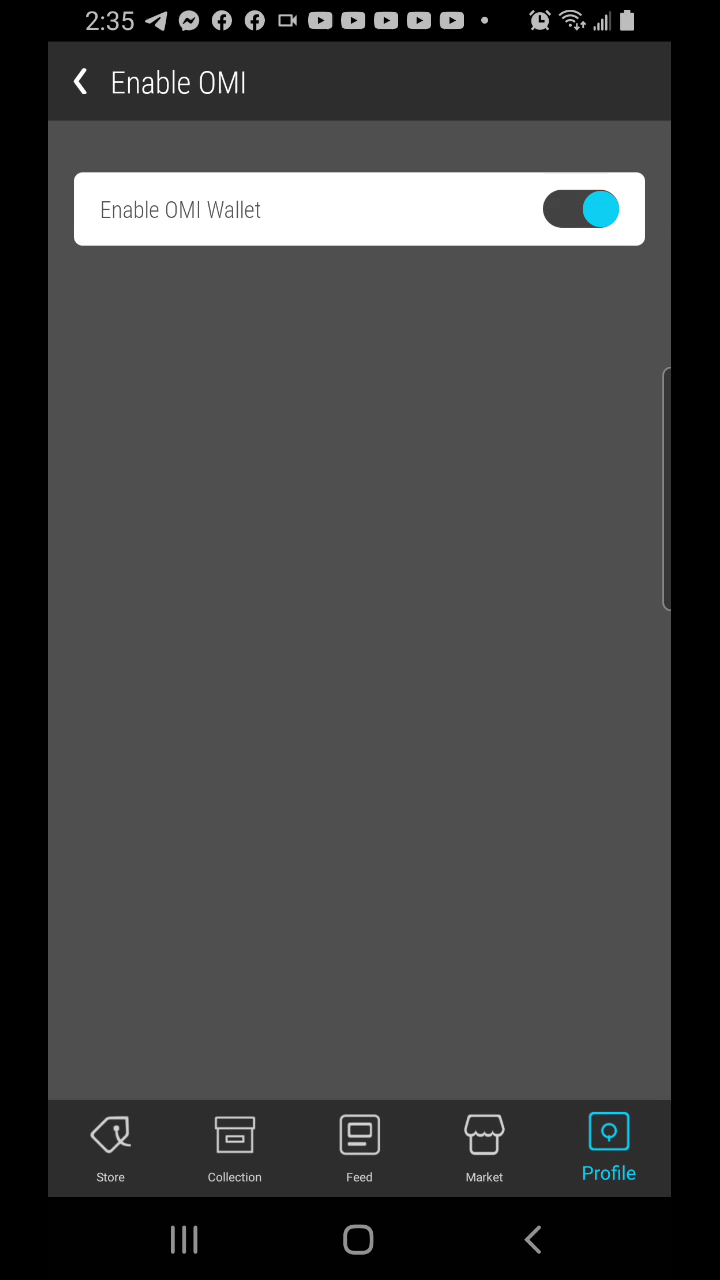 2:35
Enable OMI
Enable OMI Wallet
Store
Collection
Feed
Market
Profile